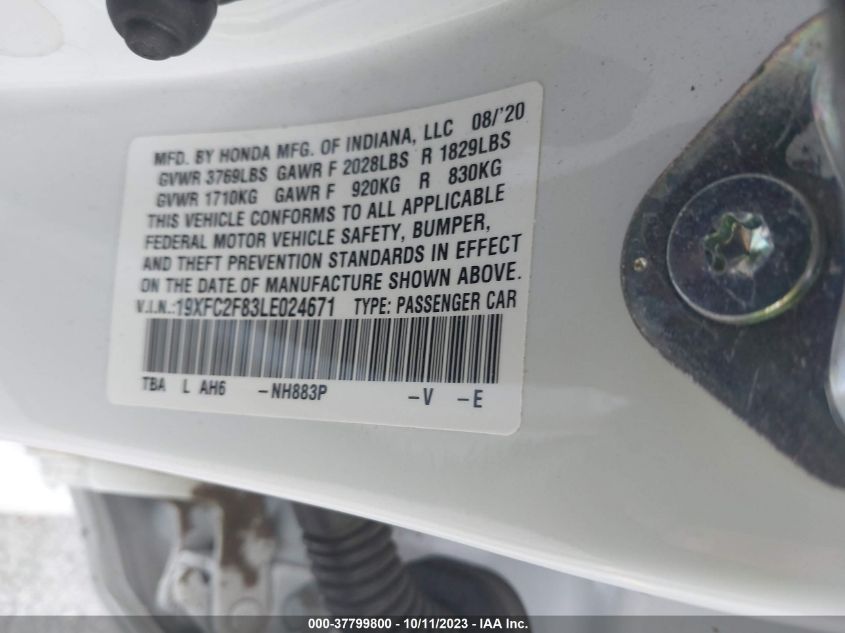 MFD. BY HONDA MFG. OF INDIANA, LLC 08/'20
GVWR 3769LBS GAWR F 2028LBS R 1829LBS
GVWR 1710KG GAWR F 920KG R 830KG
THIS VEHICLE CONFORMS TO ALL APPLICABLE
FEDERAL MOTOR VEHICLE SAFETY, BUMPER,
AND THEFT PREVENTION STANDARDS IN EFFECT
ON THE DATE OF MANUFACTURE SHOWN ABOVE.
V.I.N.:19XFC2F83LE024671 TYPE: PASSENGER CAR
TBA L AH6 -NH883P -V -E
000-37799800 - 10/11/2023 - IAA Inc.